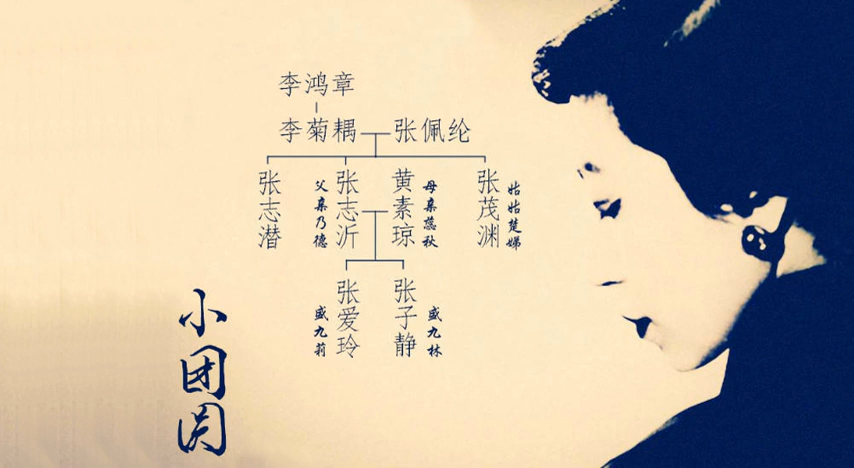 李鸿章
李菊耦
张佩纶
张志潜
父亲乃德
张志沂
黄素琼
母亲蕊秋
张茂渊
姑姑楚娣
盛九莉
张爱玲
张子静
盛九林
小团圆